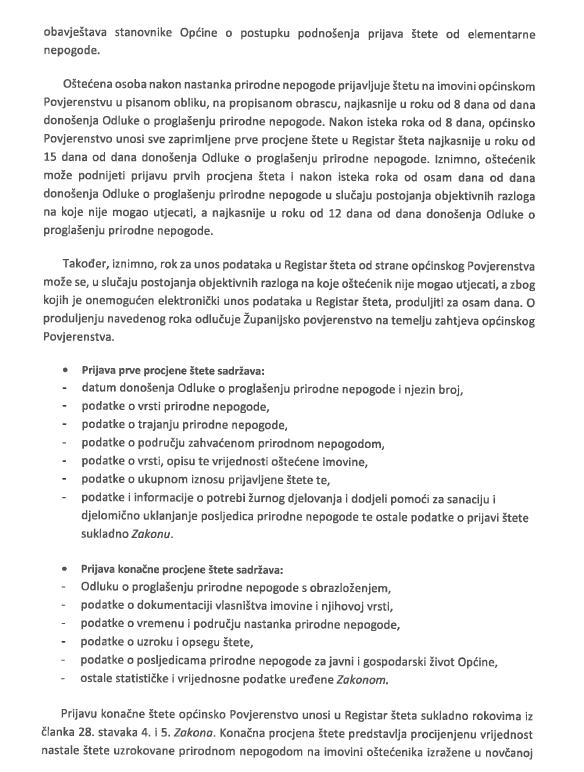 obavještava stanovnike Općine o postupku podnošenja prijava štete od elementarne
nepogode.
Oštećena osoba nakon nastanka prirodne nepogode prijavljuje štetu na imovini općinskom
Povjerenstvu u pisanom obliku, na propisanom obrascu, najkasnije u roku od 8 dana od dana
donošenja Odluke o proglašenju prirodne nepogode. Nakon isteka roka od 8 dana, općinsko
Povjerenstvo unosi sve zaprimljene prve procjene štete u Registar šteta najkasnije u roku od
15 dana od dana donošenja Odluke o proglašenju prirodne nepogode. Iznimno, oštećenik
može podnijeti prijavu prvih procjena šteta i nakon isteka roka od osam dana od dana
donošenja Odluke o proglašenju prirodne nepogode u slučaju postojanja objektivnih razloga
na koje nije mogao utjecati, a najkasnije u roku od 12 dana od dana donošenja Odluke o
proglašenju prirodne nepogode.
Također, iznimno, rok za unos podataka u Registar šteta od strane općinskog Povjerenstva
može se, u slučaju postojanja objektivnih razloga na koje oštećenik nije mogao utjecati, a zbog
kojih je onemogućen elektronički unos podataka u Registar šteta, produljiti za osam dana. O
produljenju navedenog roka odlučuje Županijsko povjerenstvo na temelju zahtjeva općinskog
Povjerenstva.
• Prijava prve procjene štete sadržava:
- datum donošenja Odluke o proglašenju prirodne nepogode i njezin broj,
- podatke o vrsti prirodne nepogode,
- podatke o trajanju prirodne nepogode,
- podatke o području zahvaćenom prirodnom nepogodom,
- podatke o vrsti, opisu te vrijednosti oštećene imovine,
- podatke o ukupnom iznosu prijavljene štete te,
- podatke i informacije o potrebi žurnog djelovanja i dodjeli pomoći za sanaciju i
djelomično uklanjanje posljedica prirodne nepogode te ostale podatke o prijavi štete
sukladno Zakonu.
• Prijava konačne procjene štete sadržava:
- Odluku o proglašenju prirodne nepogode s obrazloženjem,
- podatke o dokumentaciji vlasništva imovine i njihovoj vrsti,
- podatke o vremenu i području nastanka prirodne nepogode,
- podatke o uzroku i opsegu štete,
- podatke o posljedicama prirodne nepogode za javni i gospodarski život Općine,
- ostale statističke i vrijednosne podatke uređene Zakonom.
Prijavu konačne štete općinsko Povjerenstvo unosi u Registar šteta sukladno rokovima iz
članka 28. stavaka 4. i 5. Zakona. Konačna procjena štete predstavlja procijenjenu vrijednost
nastale štete uzrokovane prirodnom nepogodom na imovini oštećenika izražene u novčanoj